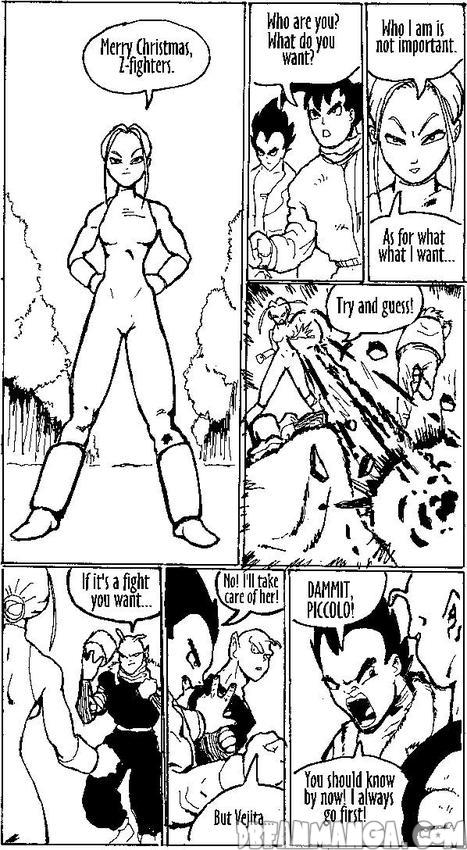 Merry Christmas,
Z-fighters.
Who are you?
What do you
want?
Who I am is
not important.
As for what
what I want...
Try and guess!
If it's a fight
you want...
No! I'll take
care of her!
But Vejita
DAMMIT,
PICCOLO!
You should know
by now! I always
go first!
DBFANMANGA.COM